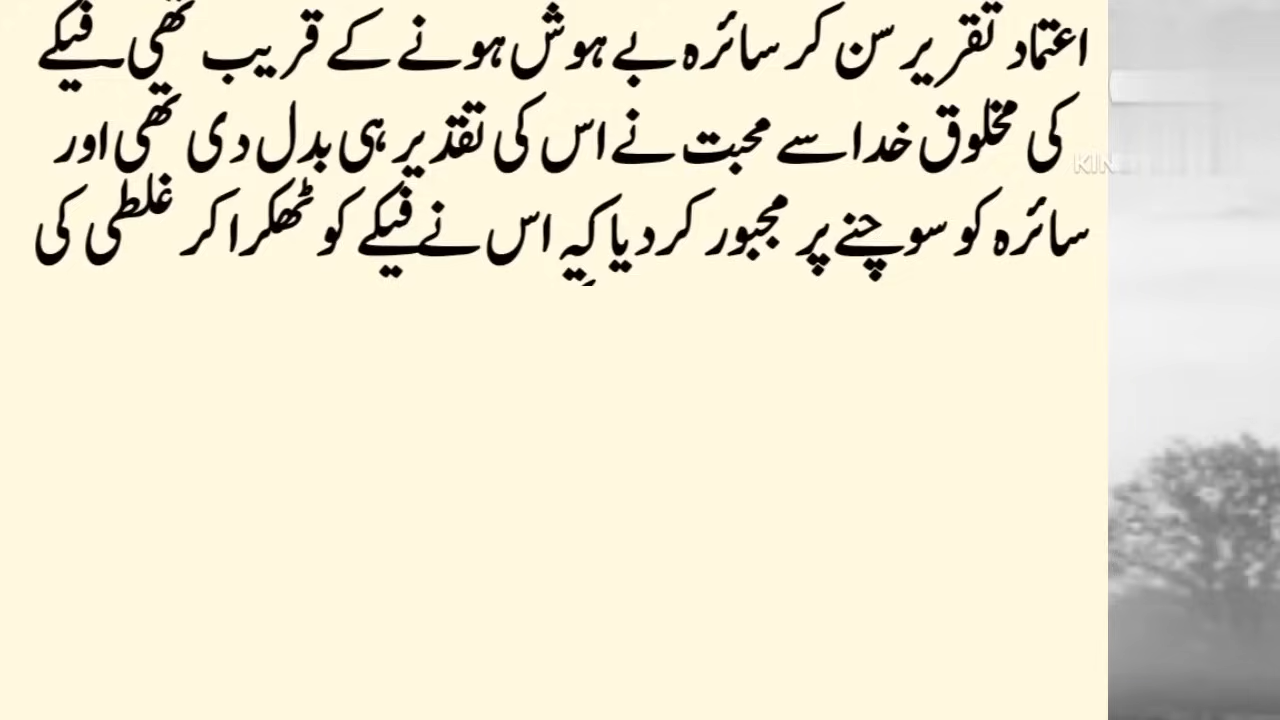 اعتماد تقریر سن کر سائرہ بے ہوش ہونے کے قریب تھی۔فیکے
کی مخلوق خدا سے محبت نے اس کی تقدیر ہی بدل دی تھی اور
سائرہ کو سوچنے پر مجبور کر دیا کہ اس نے فیکے کو ٹھکرا کر غلطی کی